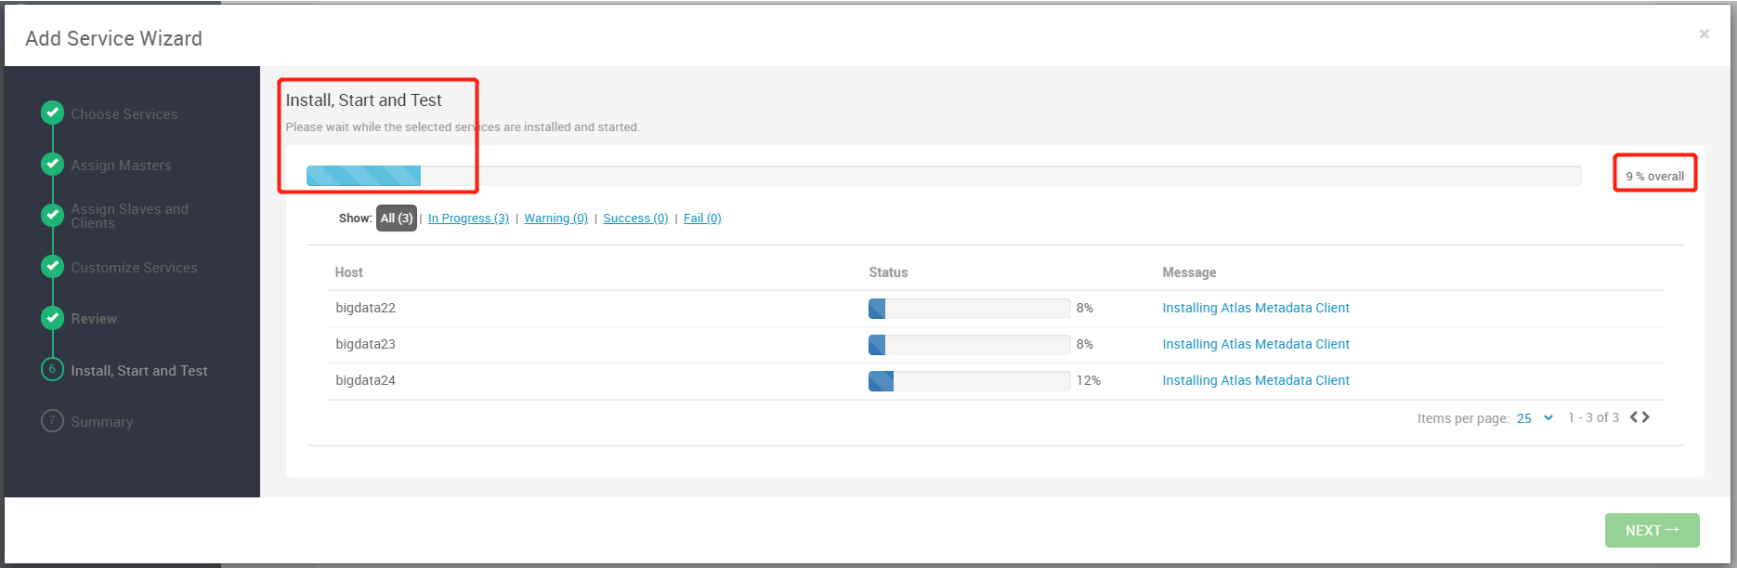 Add Service Wizard
×
Choose Services
Assign Masters
Assign Slaves and
Clients
Customize Services
Review
6 Install, Start and Test
7 Summary
Install, Start and Test
Please wait while the selected services are installed and started.
9 % overall
Show: All (3) | In Progress (3) | Warning (0) | Success (0) | Fail (0)
Host Status Message
bigdata22 8% Installing Atlas Metadata Client
bigdata23 8% Installing Atlas Metadata Client
bigdata24 12% Installing Atlas Metadata Client
Items per page: 25 1 - 3 of 3
NEXT→